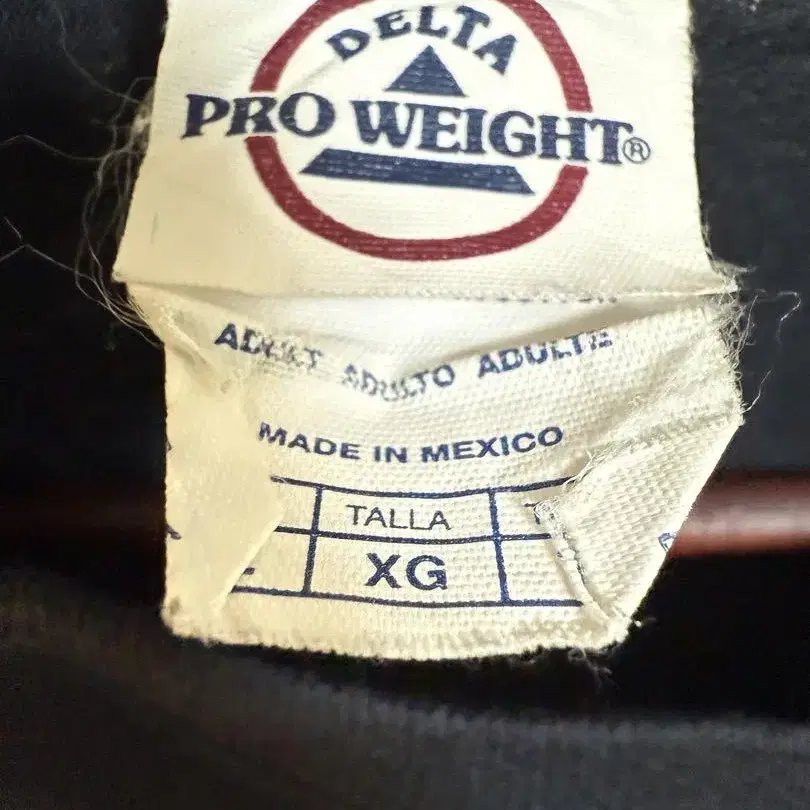 DELTA
PRO WEIGHT®
ADULT ADULTO ADULTE
MADE IN MEXICO
TALLA
XG